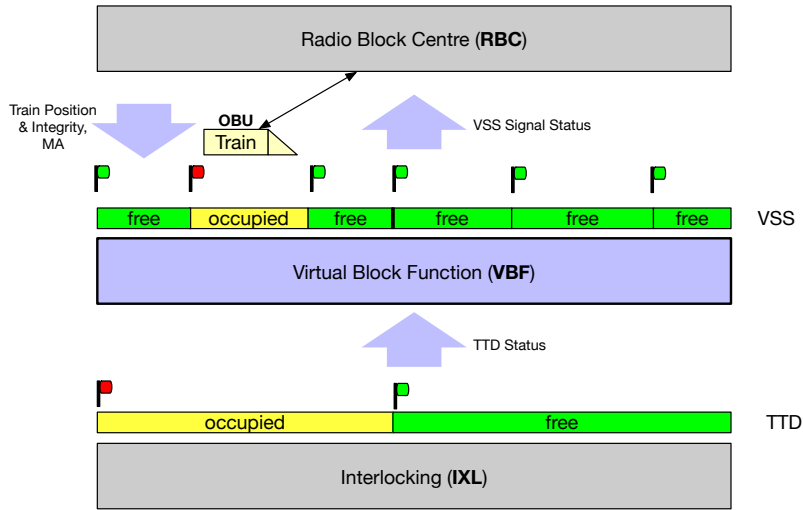 Radio Block Centre (RBC)
Train Position
& Integrity,
MA
OBU
Train
VSS Signal Status
free
occupied
free
free
free
free
VSS
Virtual Block Function (VBF)
TTD Status
occupied
free
TTD
Interlocking (IXL)